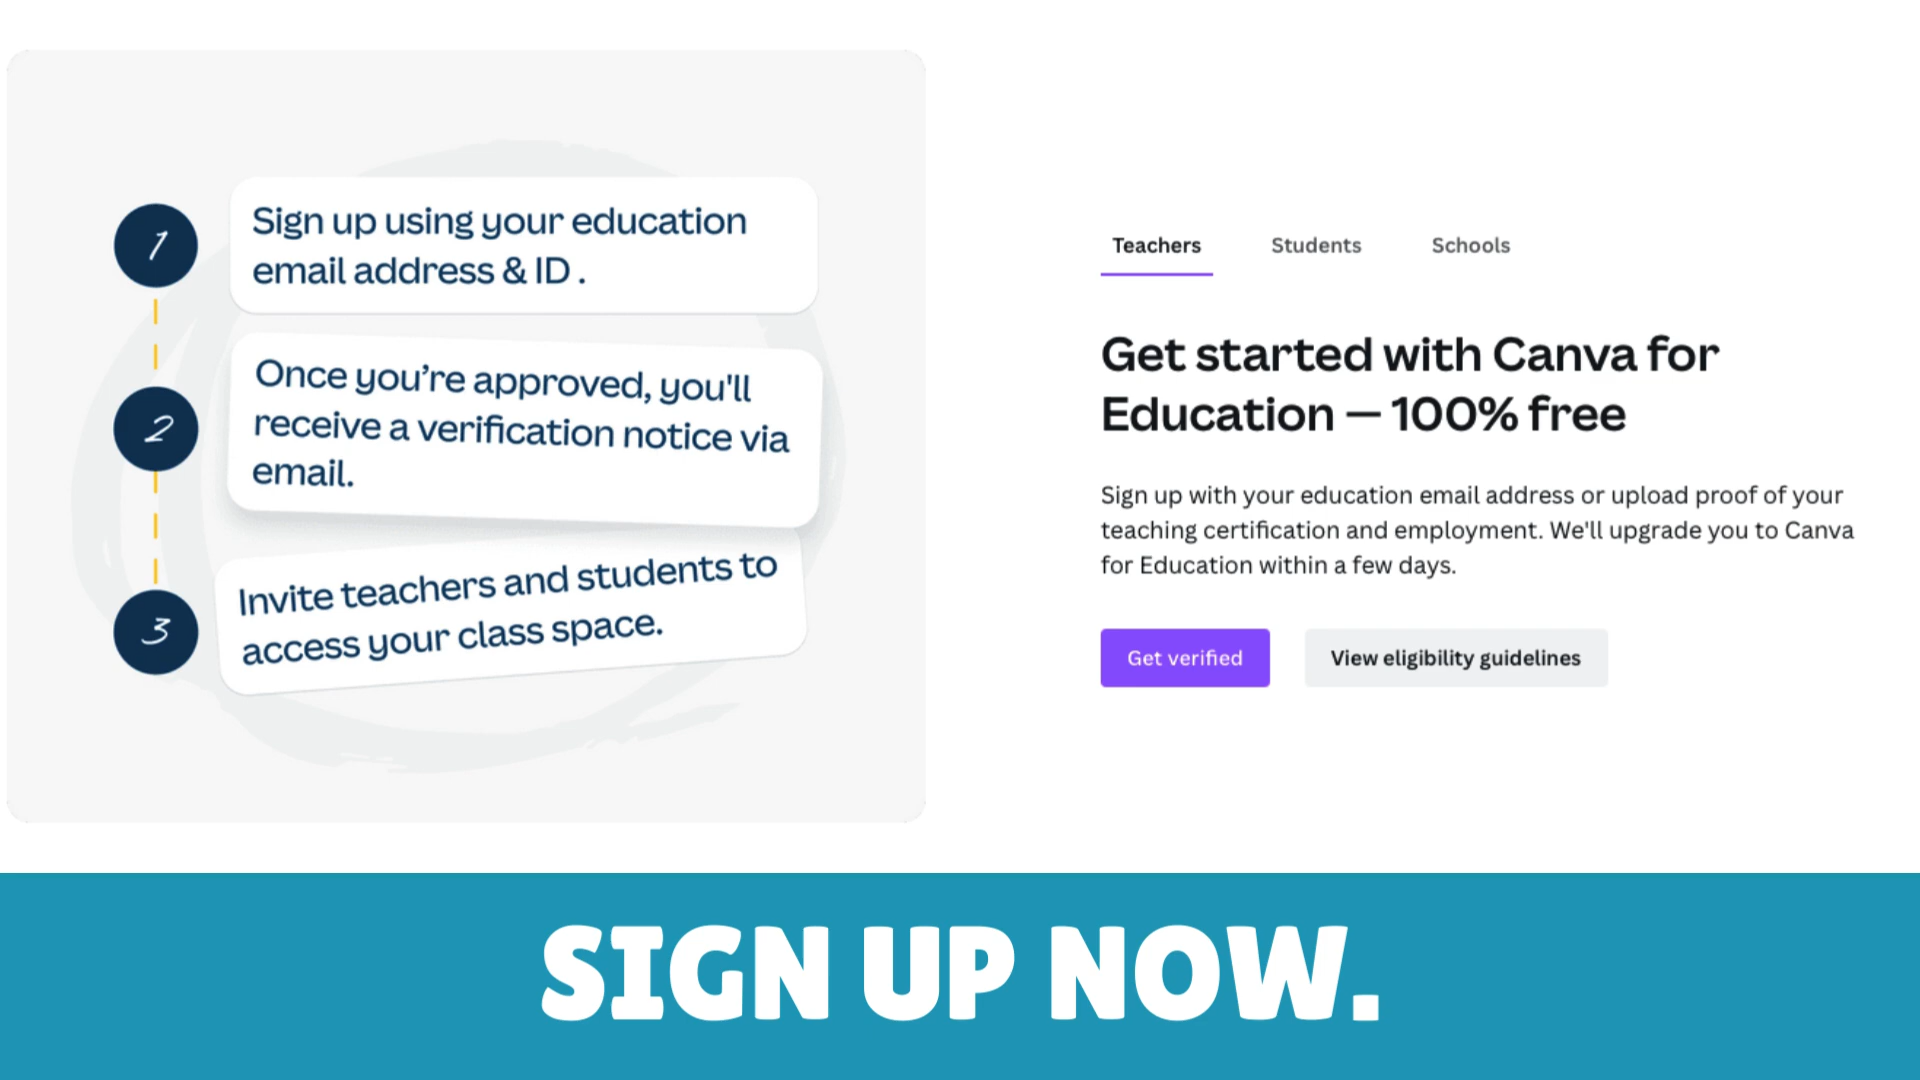 1
Sign up using your education
email address & ID .
2
Once you’re approved, you'll
receive a verification notice via
email.
3
Invite teachers and students to
access your class space.
Teachers Students Schools
Get started with Canva for
Education — 100% free
Sign up with your education email address or upload proof of your
teaching certification and employment. We'll upgrade you to Canva
for Education within a few days.
Get verified View eligibility guidelines
SIGN UP NOW.